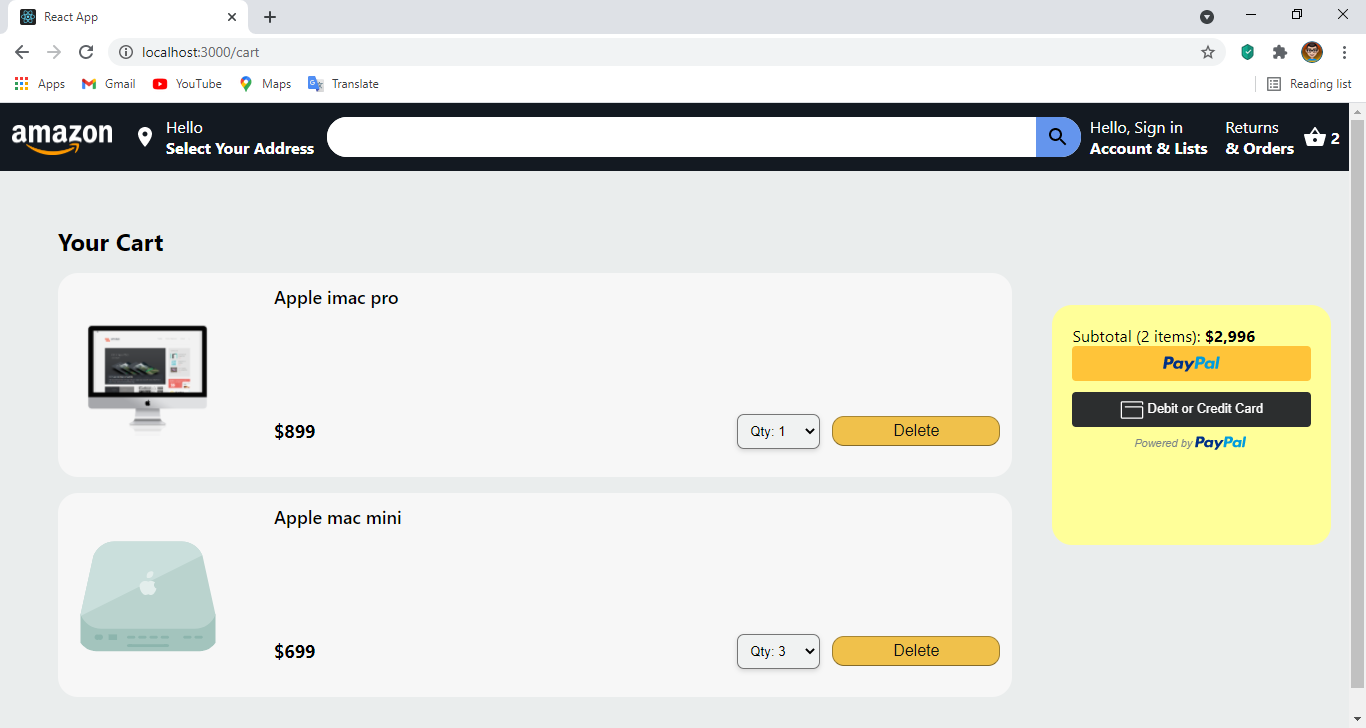 React App
localhost:3000/cart
Apps Gmail YouTube Maps Translate Reading list
amazon
Hello
Select Your Address
Hello, Sign in
Account & Lists
Returns
& Orders
2
Your Cart
Apple imac pro
$899
Qty: 1
Delete
Apple mac mini
$699
Qty: 3
Delete
Subtotal (2 items): $2,996
PayPal
Debit or Credit Card
Powered by PayPal